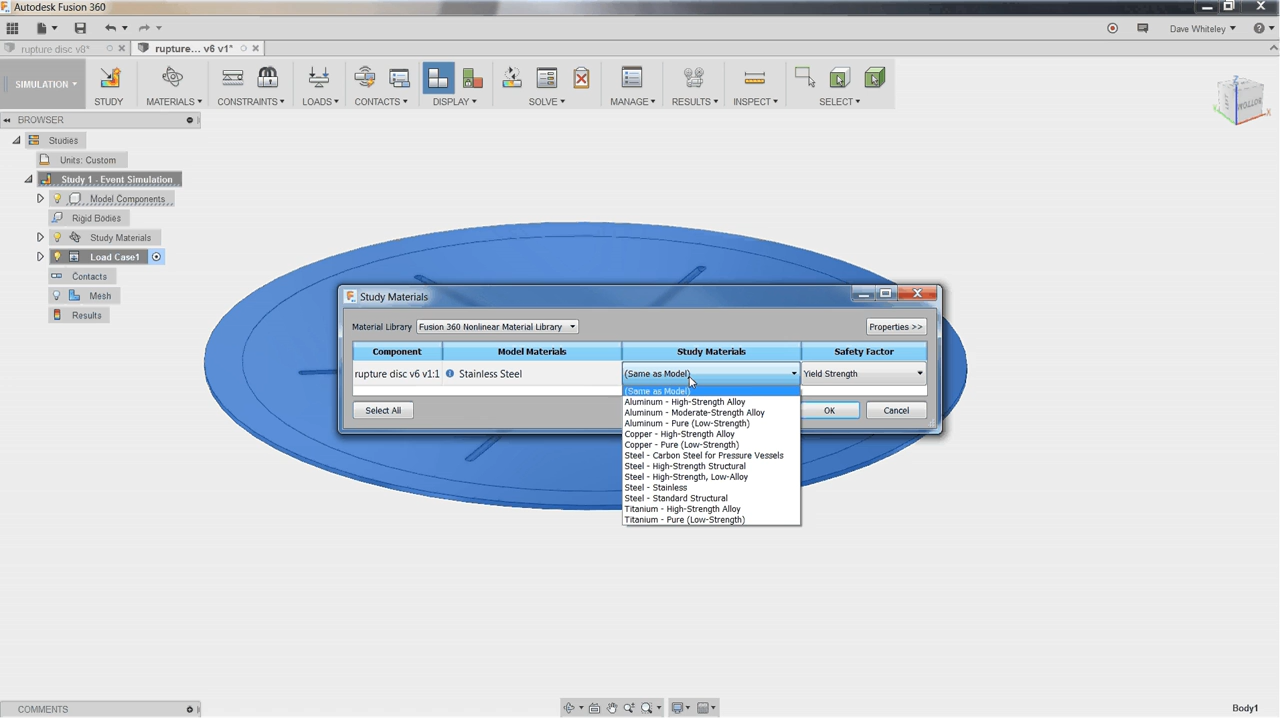 Autodesk Fusion 360
Dave Whiteley
rupture disc v8*
rupture... v6 v1*
SIMULATION
STUDY
MATERIALS
CONSTRAINTS
LOADS
CONTACTS
DISPLAY
SOLVE
MANAGE
RESULTS
INSPECT
SELECT
BROWSER
Z
BOTTOM
X
Studies
Units: Custom
Study 1 - Event Simulation
Model Components
Rigid Bodies
Study Materials
Load Case1
Contacts
Mesh
Results
Study Materials
Material Library Fusion 360 Nonlinear Material Library Properties >>
Component Model Materials Study Materials Safety Factor
rupture disc v6 v1:1 Stainless Steel (Same as Model) Yield Strength
(Same as Model)
Aluminum - High-Strength Alloy
Aluminum - Moderate-Strength Alloy
Aluminum - Pure (Low-Strength)
Copper - High-Strength Alloy
Copper - Pure (Low-Strength)
Steel - Carbon Steel for Pressure Vessels
Steel - High-Strength Structural
Steel - High-Strength, Low-Alloy
Steel - Stainless
Steel - Standard Structural
Titanium - High-Strength Alloy
Titanium - Pure (Low-Strength)
Select All OK Cancel
COMMENTS
Body1